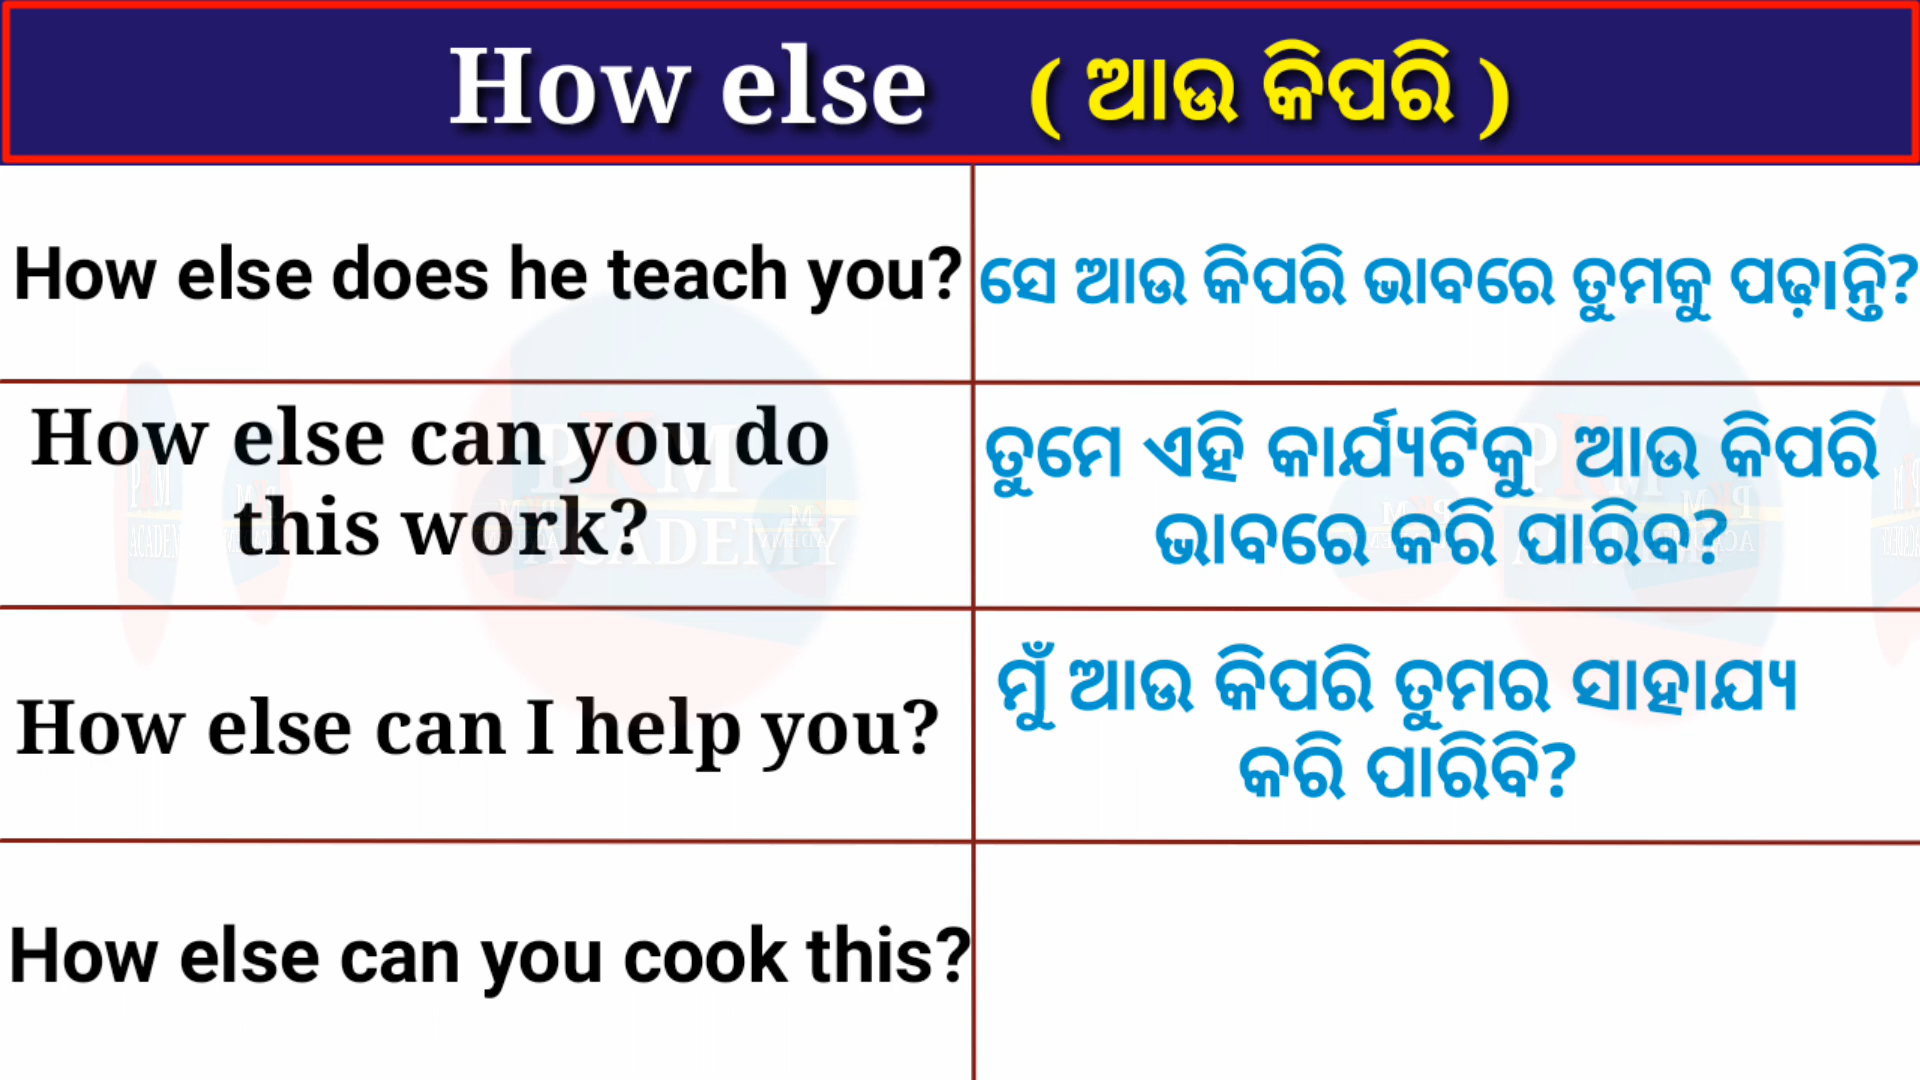 How else ( ଆଉ କିପରି )
How else does he teach you?
ସେ ଆଉ କିପରି ଭାବରେ ତୁମକୁ ପଢ଼ାନ୍ତି?
How else can you do
this work?
ତୁମେ ଏହି କାର୍ଯ୍ୟଟିକୁ ଆଉ କିପରି
ଭାବରେ କରି ପାରିବ?
How else can I help you?
ମୁଁ ଆଉ କିପରି ତୁମର ସାହାଯ୍ୟ
କରି ପାରିବି?
How else can you cook this?
PKM
ACADEMY